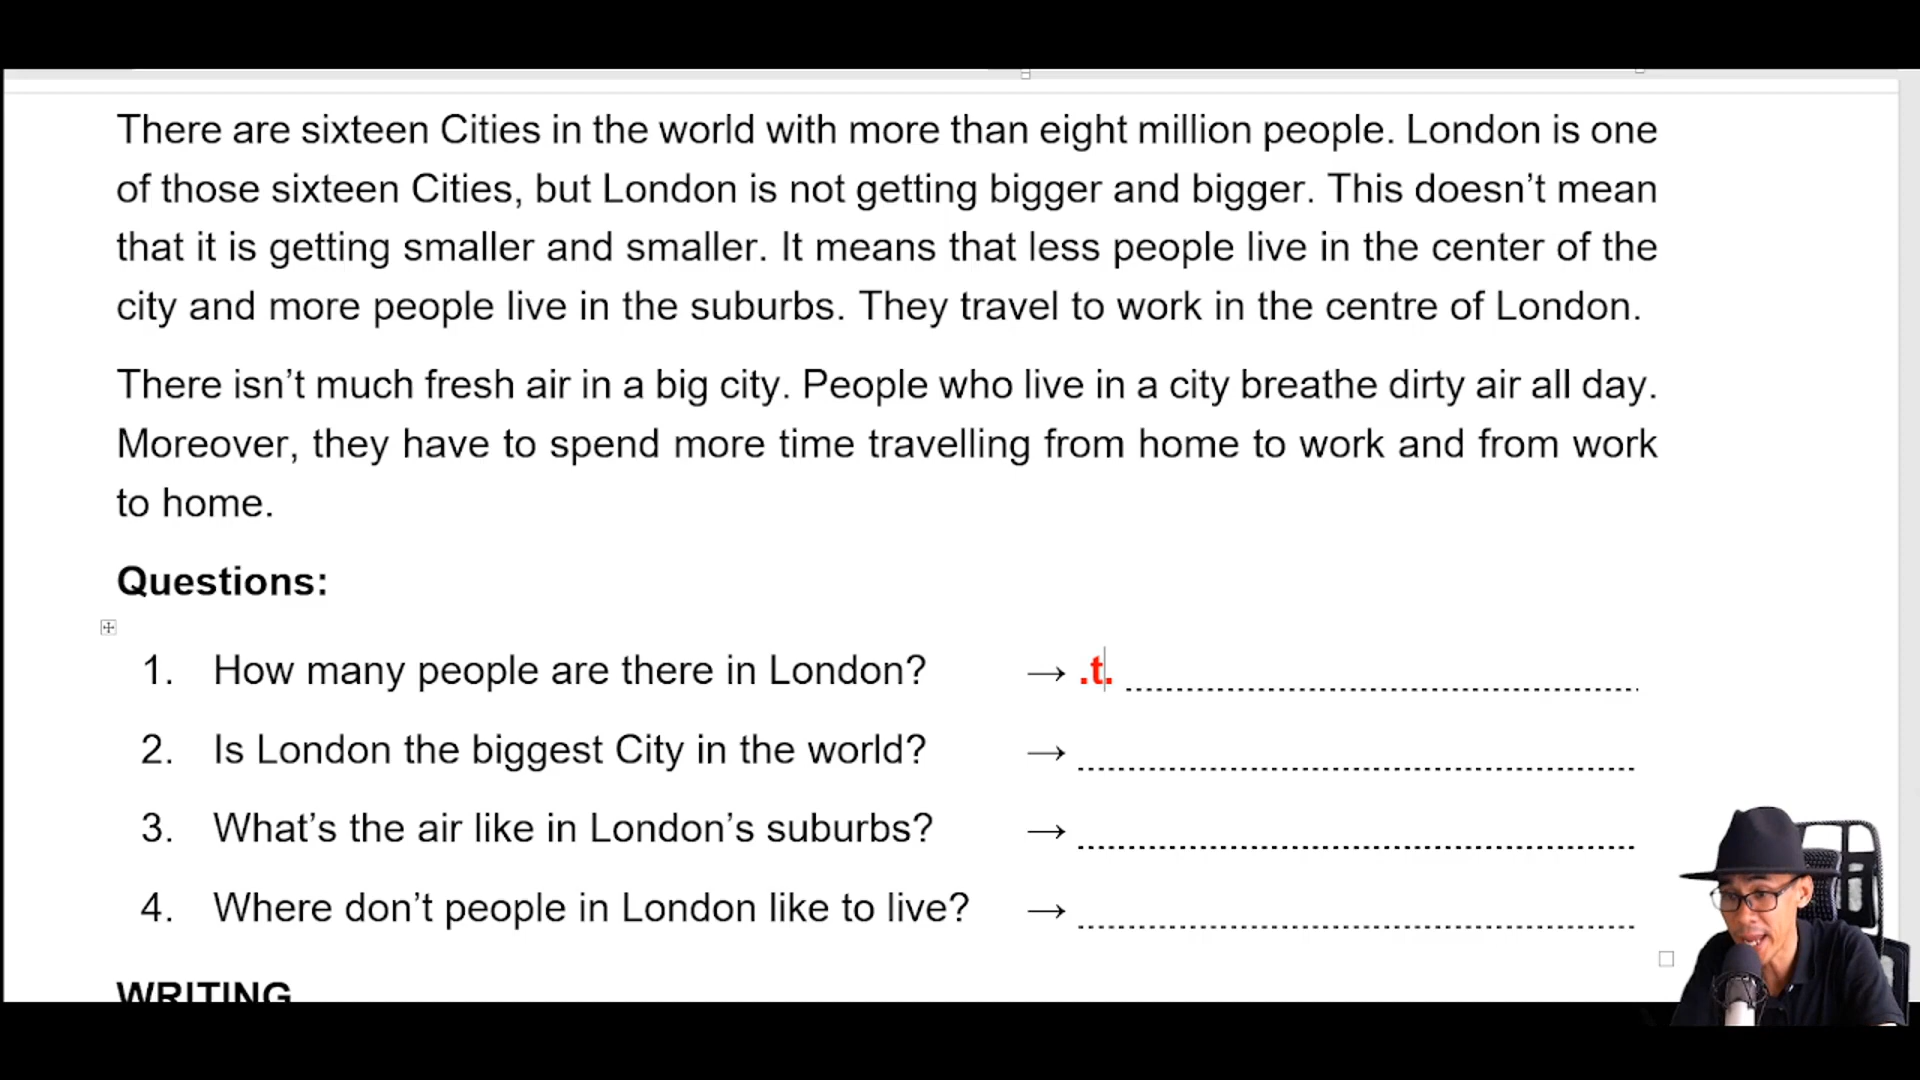 There are sixteen Cities in the world with more than eight million people. London is one
of those sixteen Cities, but London is not getting bigger and bigger. This doesn’t mean
that it is getting smaller and smaller. It means that less people live in the center of the
city and more people live in the suburbs. They travel to work in the centre of London.
There isn’t much fresh air in a big city. People who live in a city breathe dirty air all day.
Moreover, they have to spend more time travelling from home to work and from work
to home.
Questions:
1. How many people are there in London? → .t.
2. Is London the biggest City in the world? →
3. What’s the air like in London’s suburbs? →
4. Where don’t people in London like to live? →
WRITING